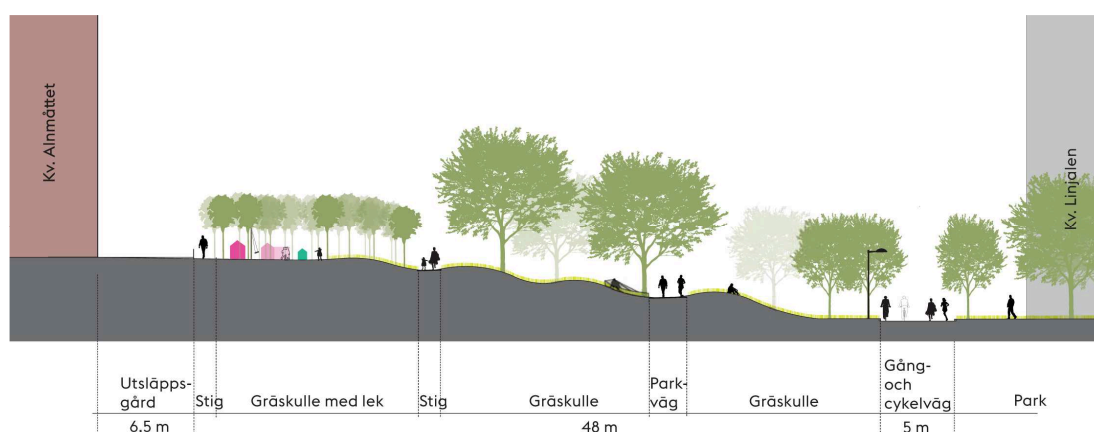 Kv. Alnmåttet
Kv. Linjalen
Utsläpps-
gård
Stig
Gräskulle med lek
Stig
Gräskulle
Park-
väg
Gräskulle
Gång-
och
cykelväg
Park
6,5 m
48 m
5 m